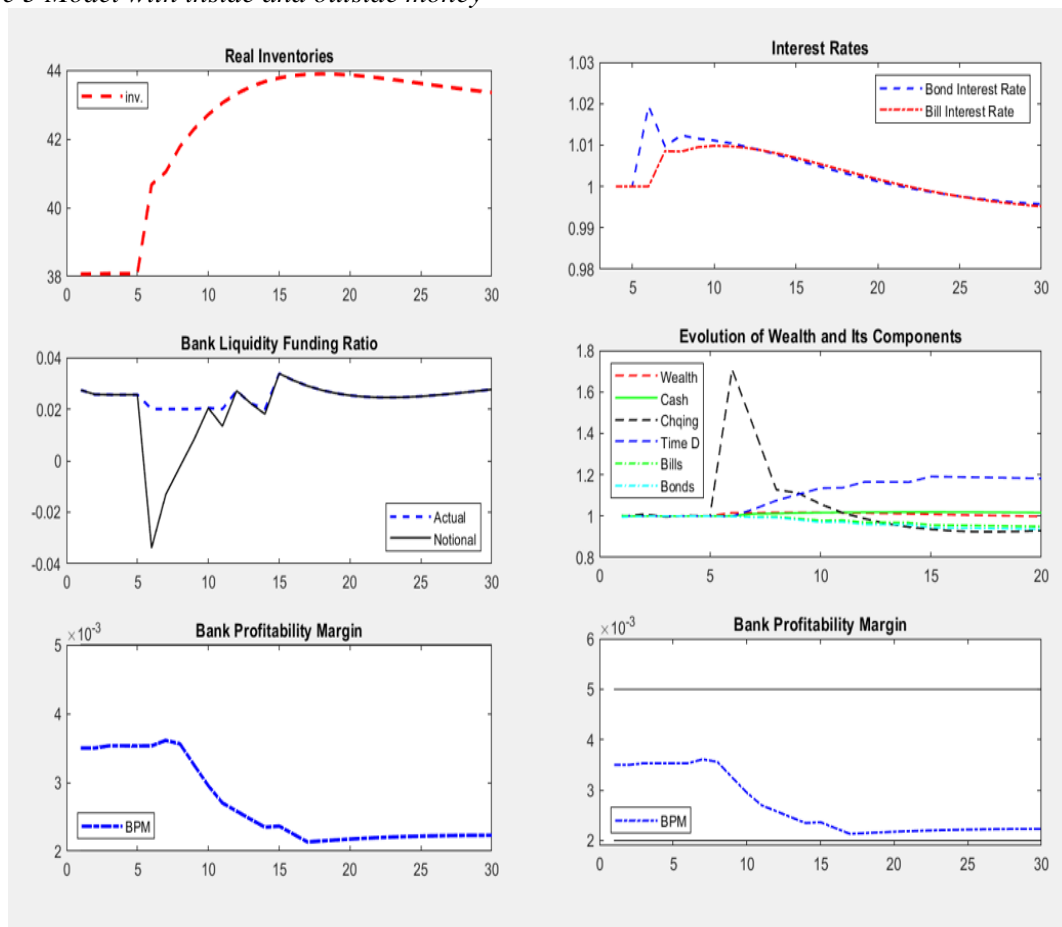 3 Model with inside and outside money
Real Inventories
44
42
40
38
inv.
0 5 10 15 20 25 30
Interest Rates
1.03
1.02
1.01
1
0.99
0.98
Bond Interest Rate
Bill Interest Rate
5 10 15 20 25 30
Bank Liquidity Funding Ratio
0.04
0.02
0
-0.02
-0.04
Actual
Notional
0 5 10 15 20 25 30
Evolution of Wealth and Its Components
1.8
1.6
1.4
1.2
1
0.8
Wealth
Cash
Chqing
Time D
Bills
Bonds
0 5 10 15 20
Bank Profitability Margin
×10-3
5
4
3
2
BPM
0 5 10 15 20 25 30
Bank Profitability Margin
×10-3
6
5
4
3
2
BPM
0 5 10 15 20 25 30